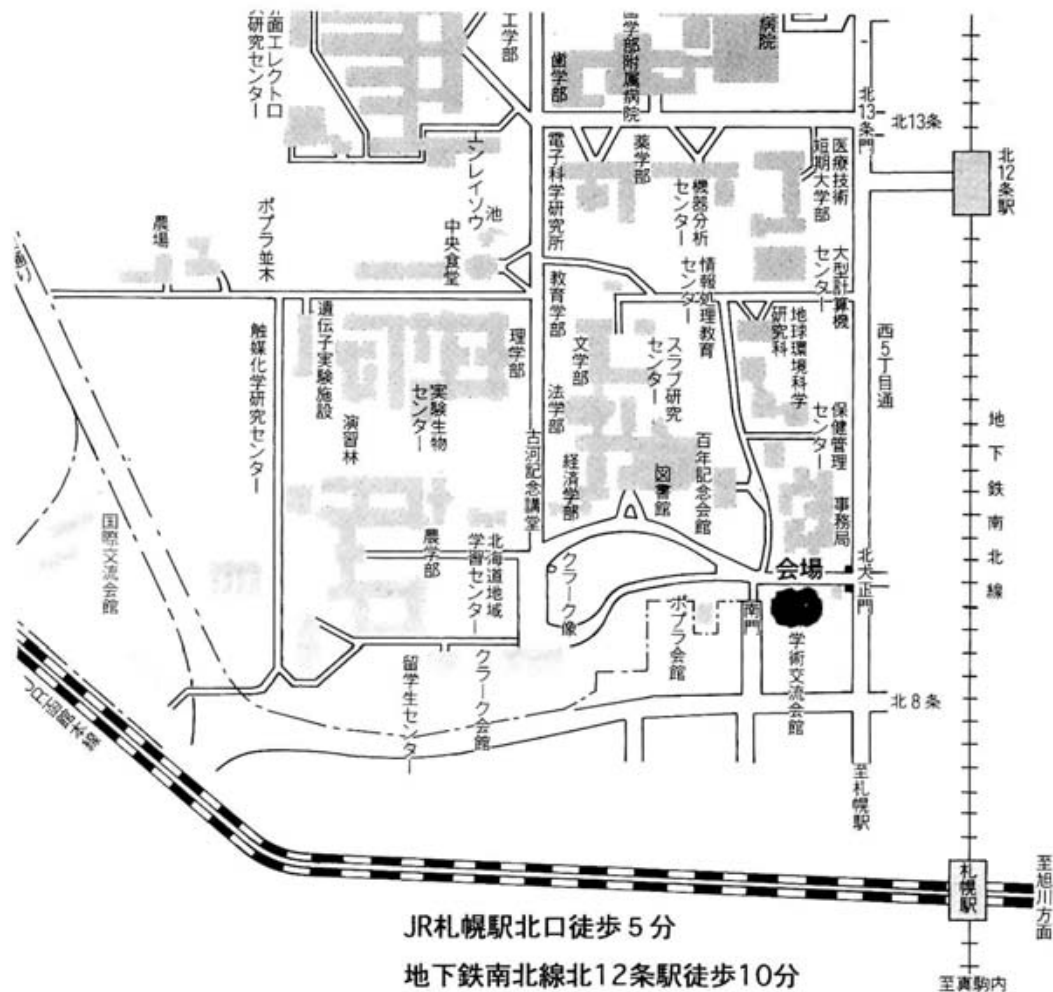 界面エレクトロ
ス研究センター
工学部
歯学部
歯学部附属病院
病院
北13条門
北13条
エンレイソウ
電子科学研究所
薬学部
機器分析
センター
医療技術
短期大学部
北12条駅
農場
ポプラ並木
中央食堂
池
教育学部
情報処理教育
センター
大型計算機
センター
触媒化学研究センター
遺伝子実験施設
理学部
文学部
スラブ研究
センター
地球環境科学
研究科
西5丁目通
演習林
実験生物
センター
法学部
保健管理
センター
地下鉄南北線
古河記念講堂
経済学部
図書館
百年記念会館
事務局
国際交流会館
農学部
北海道地域
学習センター
クラーク像
会場
北大正門
ポプラ会館
南門
学術交流会館
留学生センター
クラーク会館
北8条
JR函館本線
至札幌駅
札幌駅
至旭川方面
JR札幌駅北口徒歩5分
地下鉄南北線北12条駅徒歩10分
至真駒内